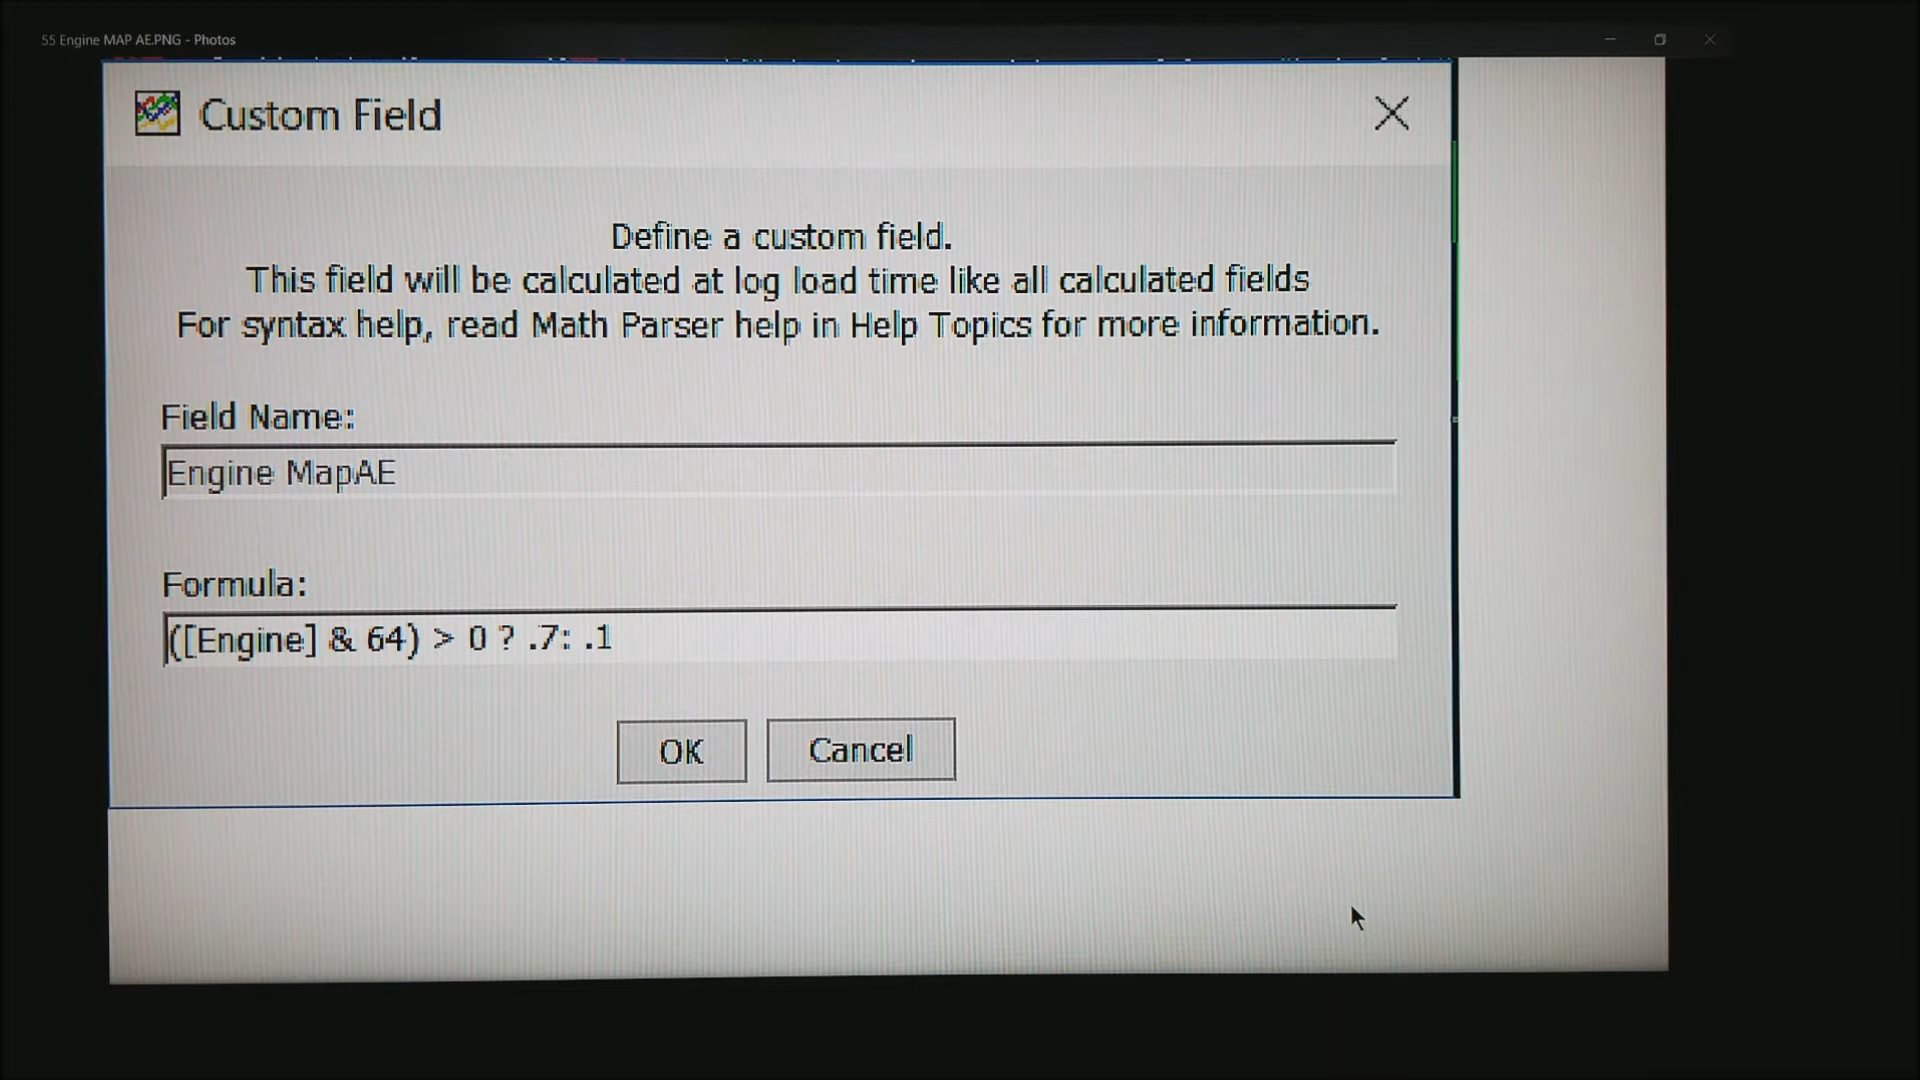 55 Engine MAP AE.PNG - Photos
Custom Field
Define a custom field.
This field will be calculated at log load time like all calculated fields
For syntax help, read Math Parser help in Help Topics for more information.
Field Name:
Engine MapAE
Formula:
([Engine] & 64) > 0 ? .7: .1
OK
Cancel